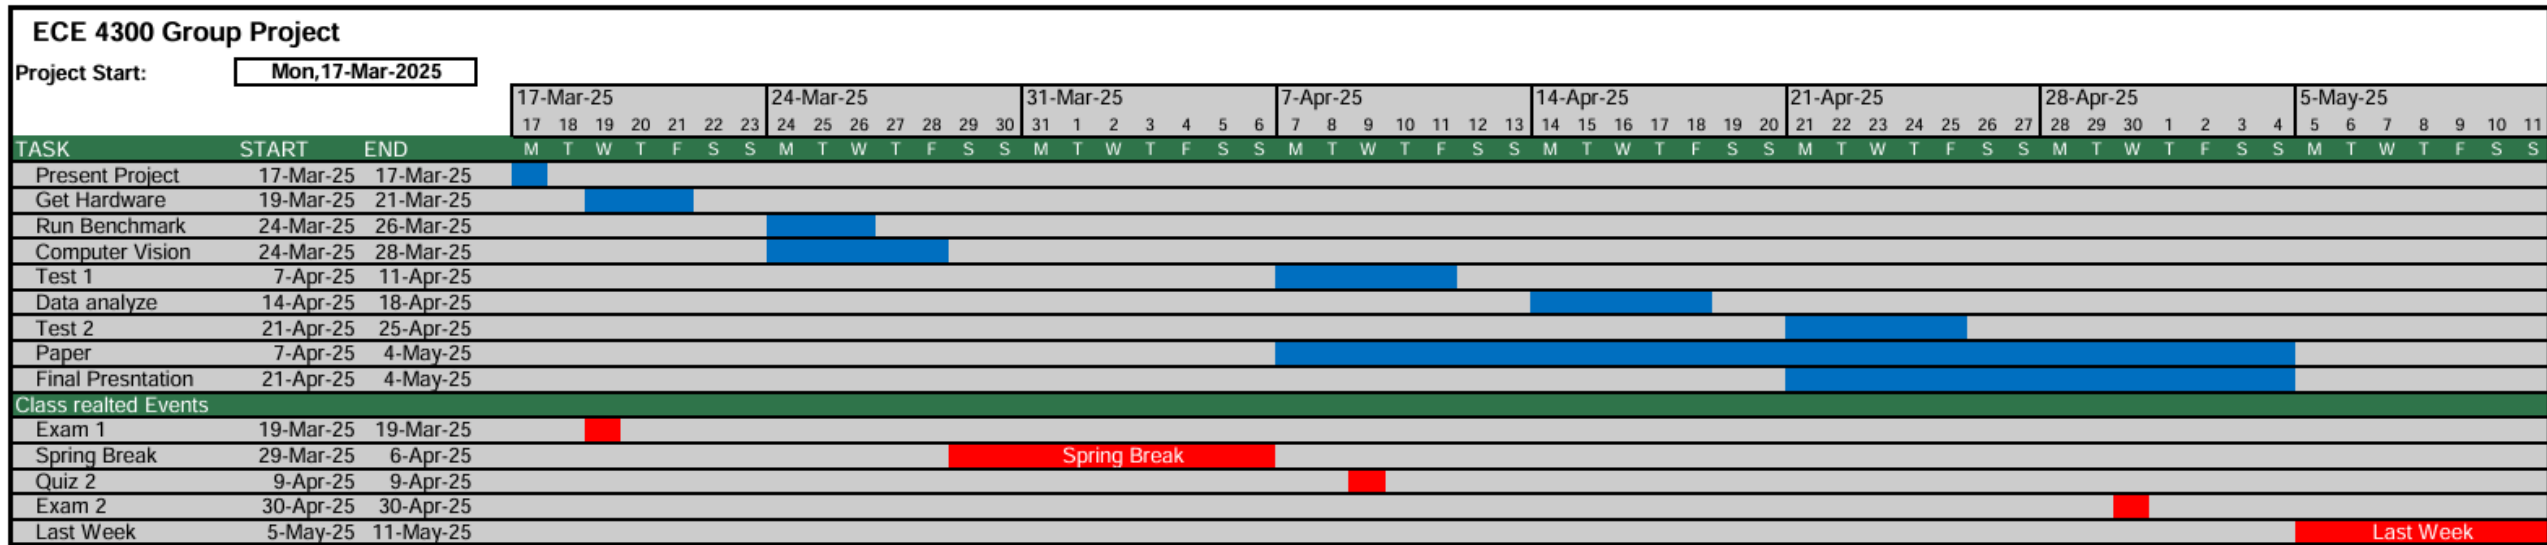 ECE 4300 Group Project
Project Start: Mon,17-Mar-2025
17-Mar-25 24-Mar-25 31-Mar-25 7-Apr-25 14-Apr-25 21-Apr-25 28-Apr-25 5-May-25
17 18 19 20 21 22 23 24 25 26 27 28 29 30 31 1 2 3 4 5 6 7 8 9 10 11 12 13 14 15 16 17 18 19 20 21 22 23 24 25 26 27 28 29 30 1 2 3 4 5 6 7 8 9 10 11
TASK START END M T W T F S S M T W T F S S M T W T F S S M T W T F S S M T W T F S S M T W T F S S M T W T F S S M T W T F S S
Present Project 17-Mar-25 17-Mar-25
Get Hardware 19-Mar-25 21-Mar-25
Run Benchmark 24-Mar-25 26-Mar-25
Computer Vision 24-Mar-25 28-Mar-25
Test 1 7-Apr-25 11-Apr-25
Data analyze 14-Apr-25 18-Apr-25
Test 2 21-Apr-25 25-Apr-25
Paper 7-Apr-25 4-May-25
Final Presntation 21-Apr-25 4-May-25
Class realted Events
Exam 1 19-Mar-25 19-Mar-25
Spring Break 29-Mar-25 6-Apr-25 Spring Break
Quiz 2 9-Apr-25 9-Apr-25
Exam 2 30-Apr-25 30-Apr-25
Last Week 5-May-25 11-May-25 Last Week